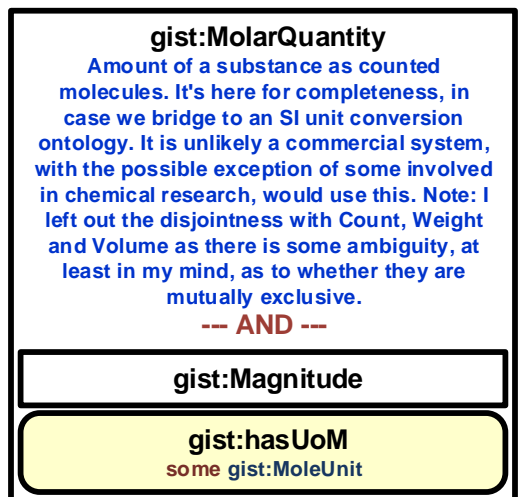 gist:MolarQuantity
Amount of a substance as counted
molecules. It's here for completeness, in
case we bridge to an SI unit conversion
ontology. It is unlikely a commercial system,
with the possible exception of some involved
in chemical research, would use this. Note: I
left out the disjointness with Count, Weight
and Volume as there is some ambiguity, at
least in my mind, as to whether they are
mutually exclusive.
--- AND ---
gist:Magnitude
gist:hasUoM
some gist:MoleUnit